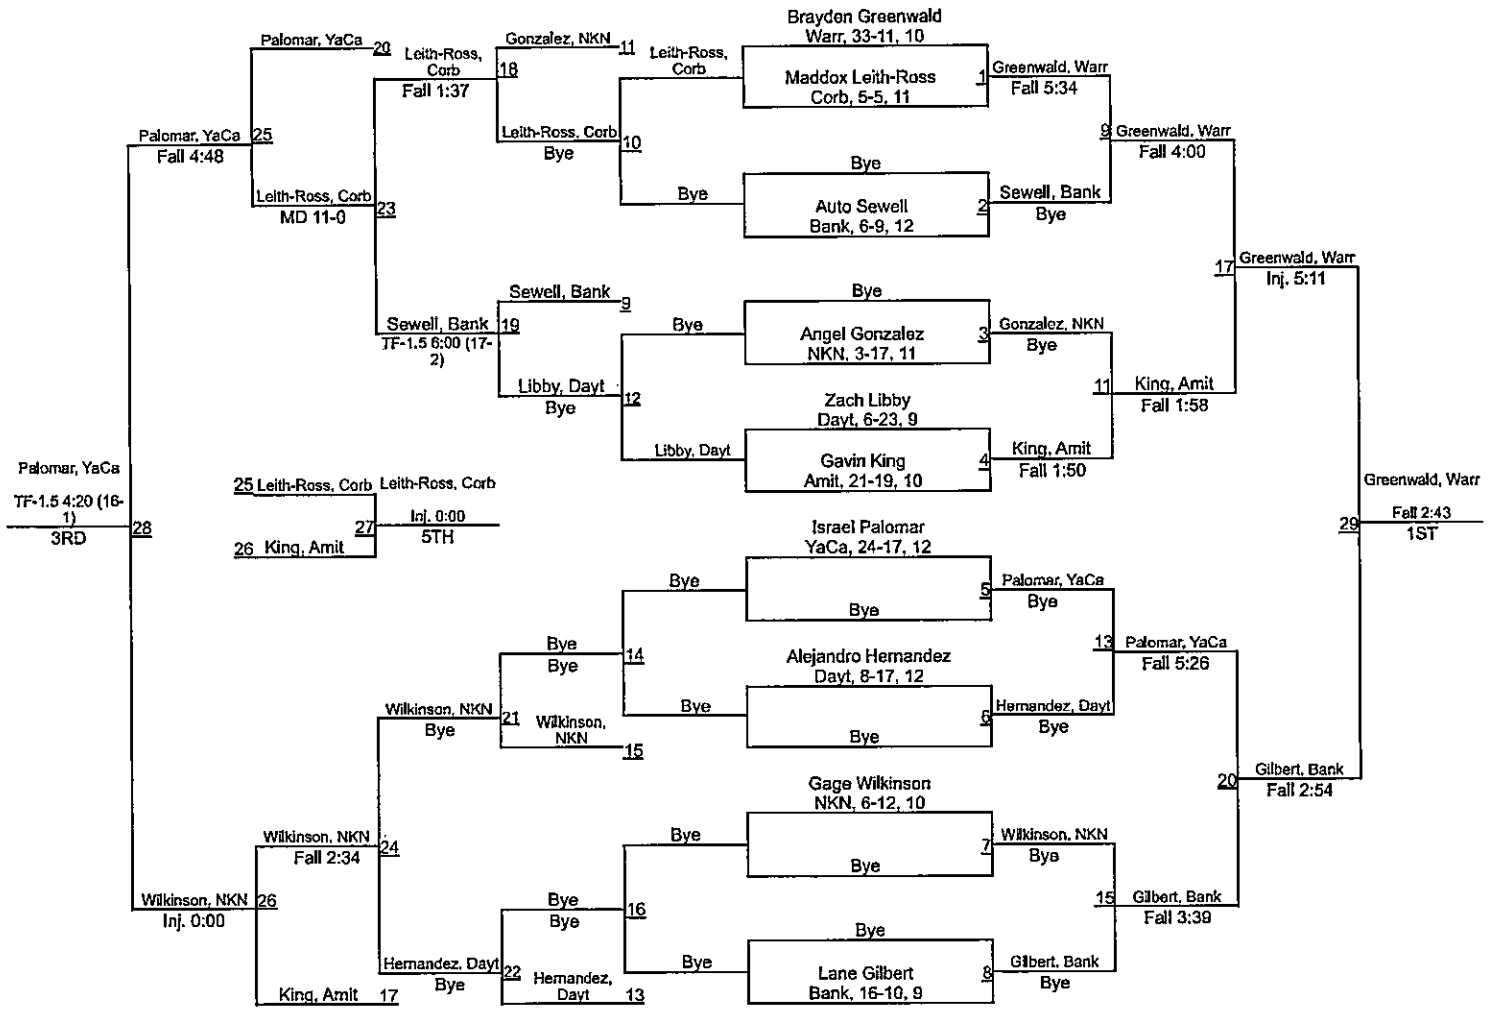 Brayden Greenwald
Warr, 33-11, 10
Palomar, YaCa
20
Leith-Ross,
Corb
Fall 1:37
Gonzalez, NKN
11
18
Leith-Ross,
Corb
Maddox Leith-Ross
Corb, 5-5, 11
1
Greenwald, Warr
Fall 5:34
Palomar, YaCa
Fall 4:48
25
Leith-Ross, Corb
Bye
10
9
Greenwald, Warr
Fall 4:00
Leith-Ross, Corb
MD 11-0
23
Bye
Bye
Auto Sewell
Bank, 6-9, 12
2
Sewell, Bank
Bye
17
Greenwald, Warr
Inj. 5:11
Sewell, Bank
9
Sewell, Bank
TF-1.5 6:00 (17-
2)
19
Bye
Bye
Angel Gonzalez
NKN, 3-17, 11
3
Gonzalez, NKN
Bye
Libby, Dayt
Bye
12
11
King, Amit
Fall 1:58
Zach Libby
Dayt, 6-23, 9
Libby, Dayt
Gavin King
Amit, 21-19, 10
4
King, Amit
Fall 1:50
Palomar, YaCa
TF-1.5 4:20 (16-
1)
3RD
28
25
Leith-Ross, Corb
Leith-Ross, Corb
27
Inj. 0:00
5TH
26
King, Amit
Greenwald, Warr
29
Fall 2:43
1ST
Israel Palomar
YaCa, 24-17, 12
Bye
Bye
5
Palomar, YaCa
Bye
Bye
Bye
14
13
Palomar, YaCa
Fall 5:26
Alejandro Hernandez
Dayt, 8-17, 12
Bye
Bye
6
Hernandez, Dayt
Bye
Wilkinson, NKN
Bye
21
Wilkinson,
NKN
15
20
Gilbert, Bank
Fall 2:54
Gage Wilkinson
NKN, 6-12, 10
Bye
Bye
7
Wilkinson, NKN
Bye
Wilkinson, NKN
Fall 2:34
24
Wilkinson, NKN
Inj. 0:00
26
Bye
Bye
16
15
Gilbert, Bank
Fall 3:39
Bye
Bye
Lane Gilbert
Bank, 16-10, 9
8
Gilbert, Bank
Bye
Hernandez, Dayt
Bye
22
Hernandez,
Dayt
13
King, Amit
17